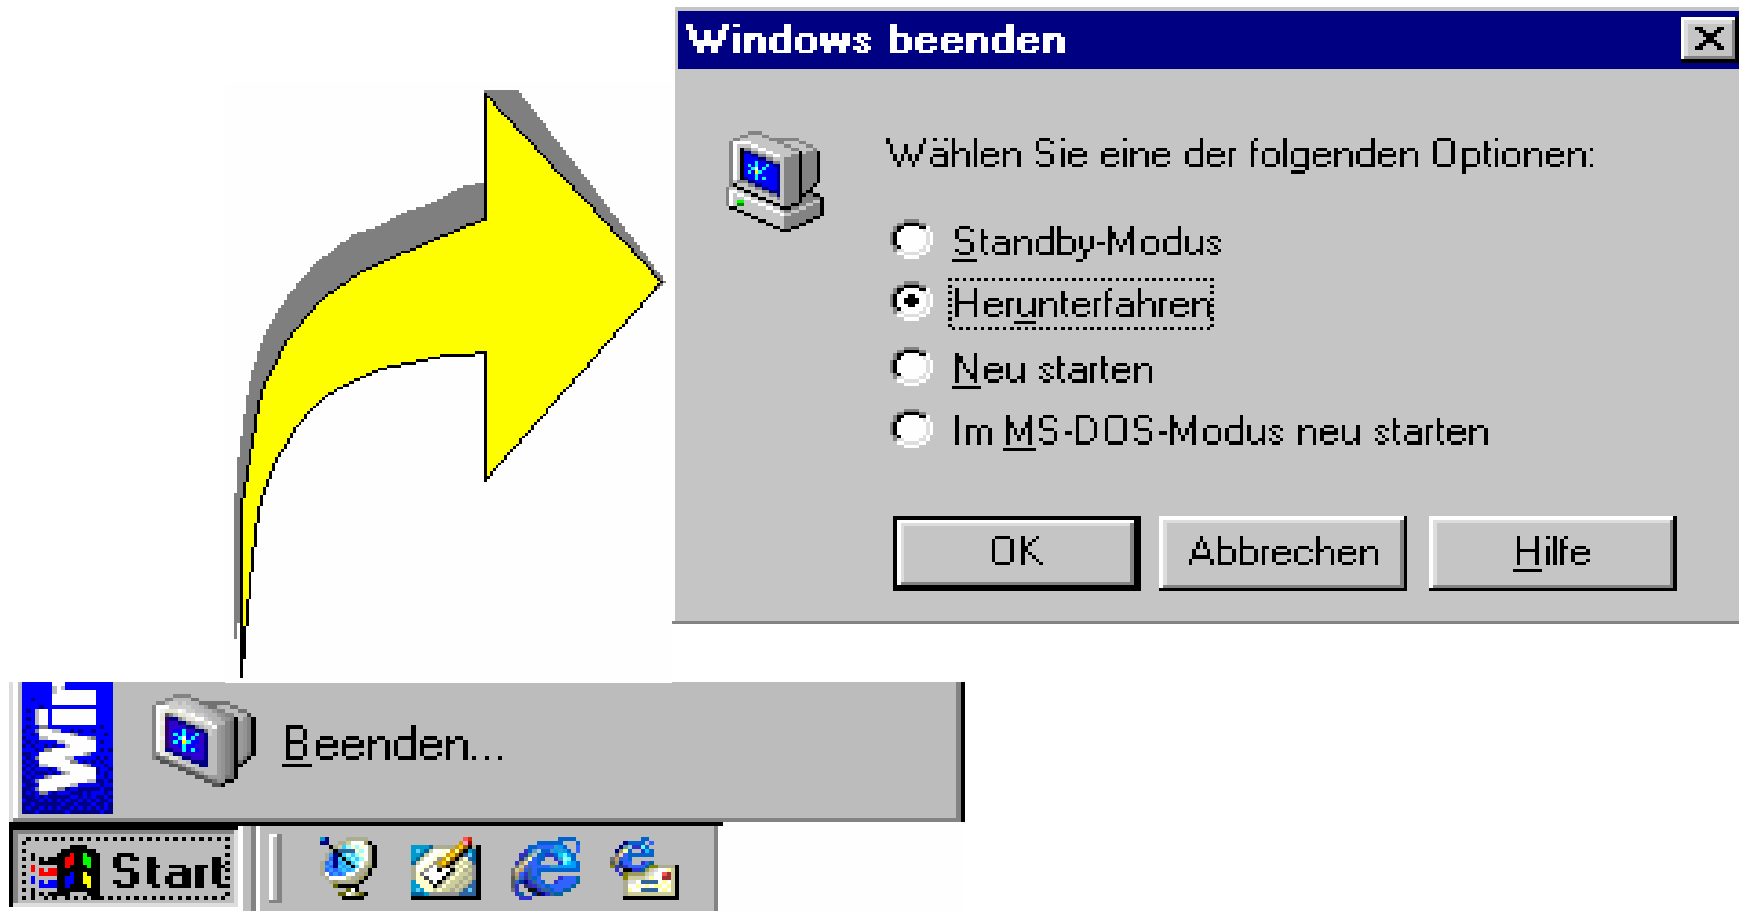 Windows beenden
Wählen Sie eine der folgenden Optionen:
Standby-Modus
Herunterfahren
Neu starten
Im MS-DOS-Modus neu starten
OK Abbrechen Hilfe
Win
Beenden...
Start